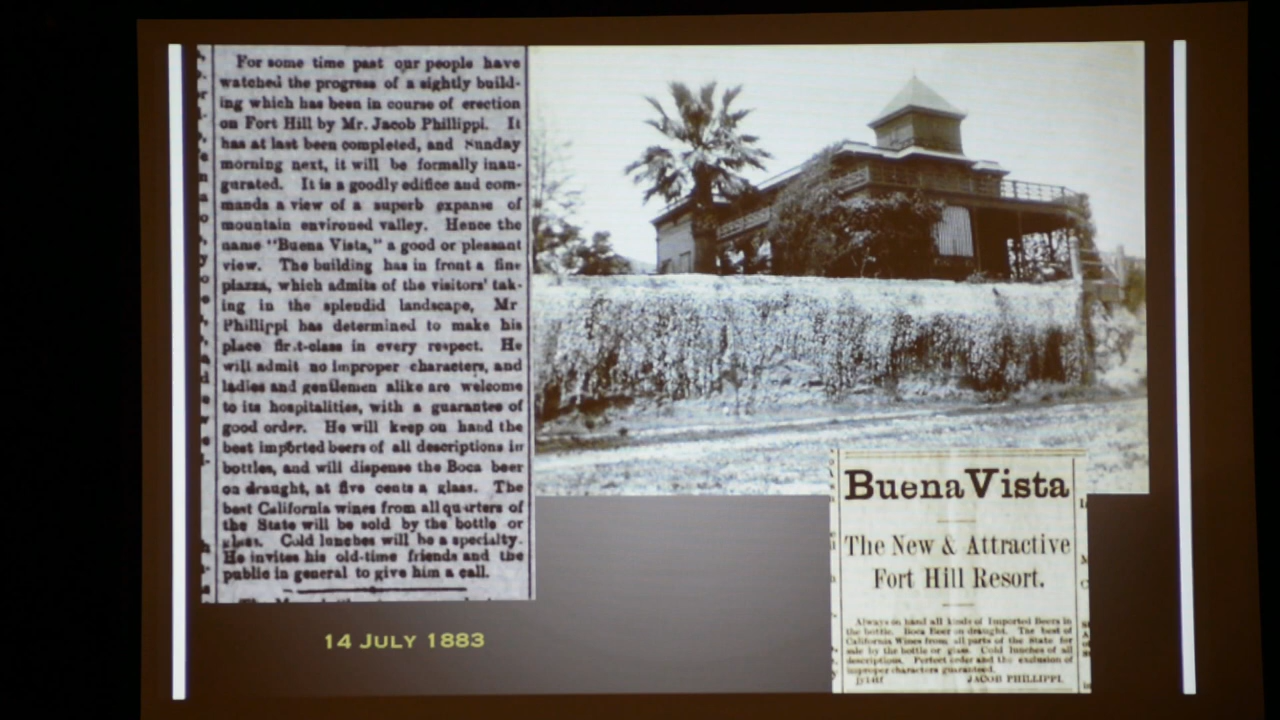 For some time past our people have
watched the progress of a sightly build-
ing which has been in course of erection
on Fort Hill by Mr. Jacob Phillippi. It
has at last been completed, and Sunday
morning next, it will be formally inau-
gurated. It is a goodly edifice and com-
mands a view of a superb expanse of
mountain environed valley. Hence the
name "Buena Vista," a good or pleasant
view. The building has in front a fine
piazza, which admits of the visitors' tak-
ing in the splendid landscape, Mr
Phillippi has determined to make his
place first-class in every respect. He
will admit no improper characters, and
ladies and gentlemen alike are welcome
to its hospitalities, with a guarantee of
good order. He will keep on hand the
best imported beers of all descriptions in
bottles, and will dispense the Boca beer
on draught, at five cents a glass. The
best California wines from all quarters of
the State will be sold by the bottle or
glass. Cold lunches will be a specialty.
He invites his old-time friends and the
public in general to give him a call.
14 July 1883
Buena Vista
The New & Attractive
Fort Hill Resort.
Always on hand all kinds of Imported Beers in
the bottle. Boca Beer on draught. The best of
California Wines from all parts of the State for
sale by the bottle or glass. Cold lunches of all
descriptions. Perfect order and the exclusion of
improper characters guaranteed.
JACOB PHILLIPPI.